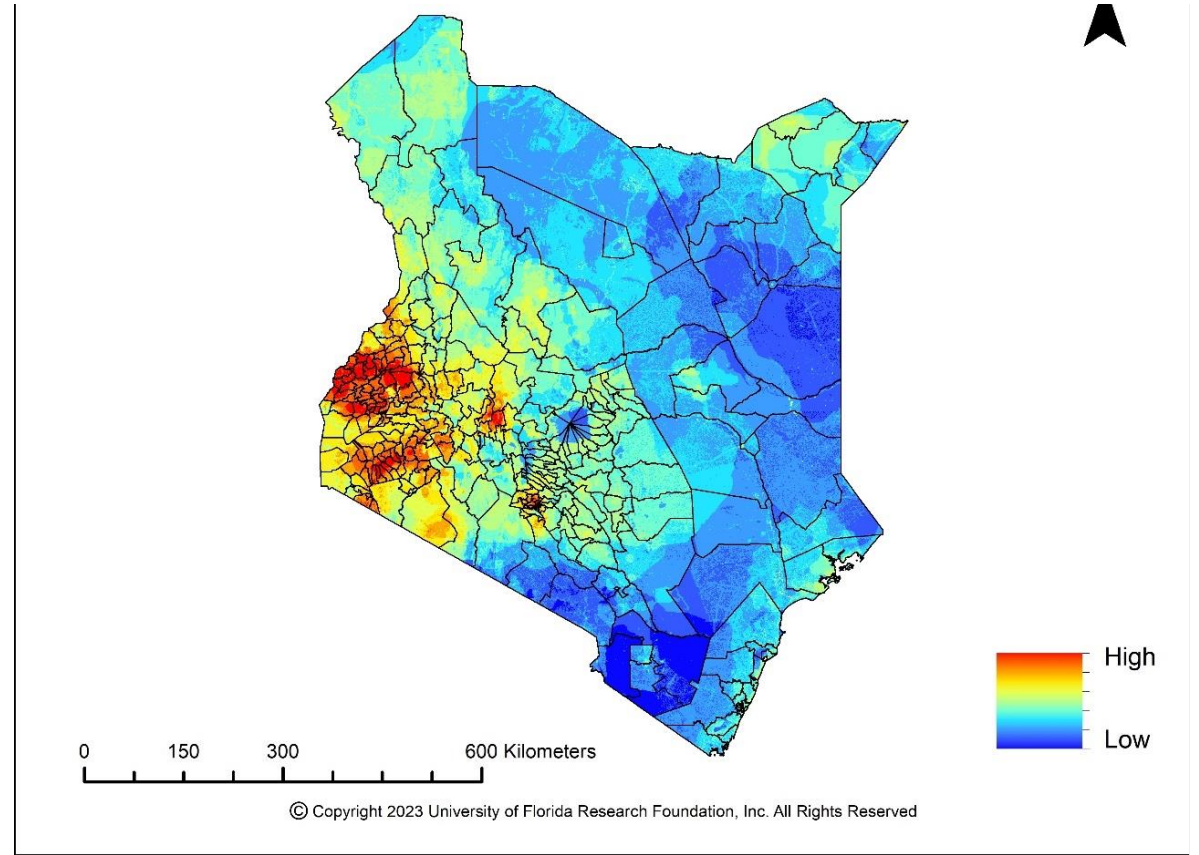 High
Low
0 150 300 600 Kilometers
© Copyright 2023 University of Florida Research Foundation, Inc. All Rights Reserved